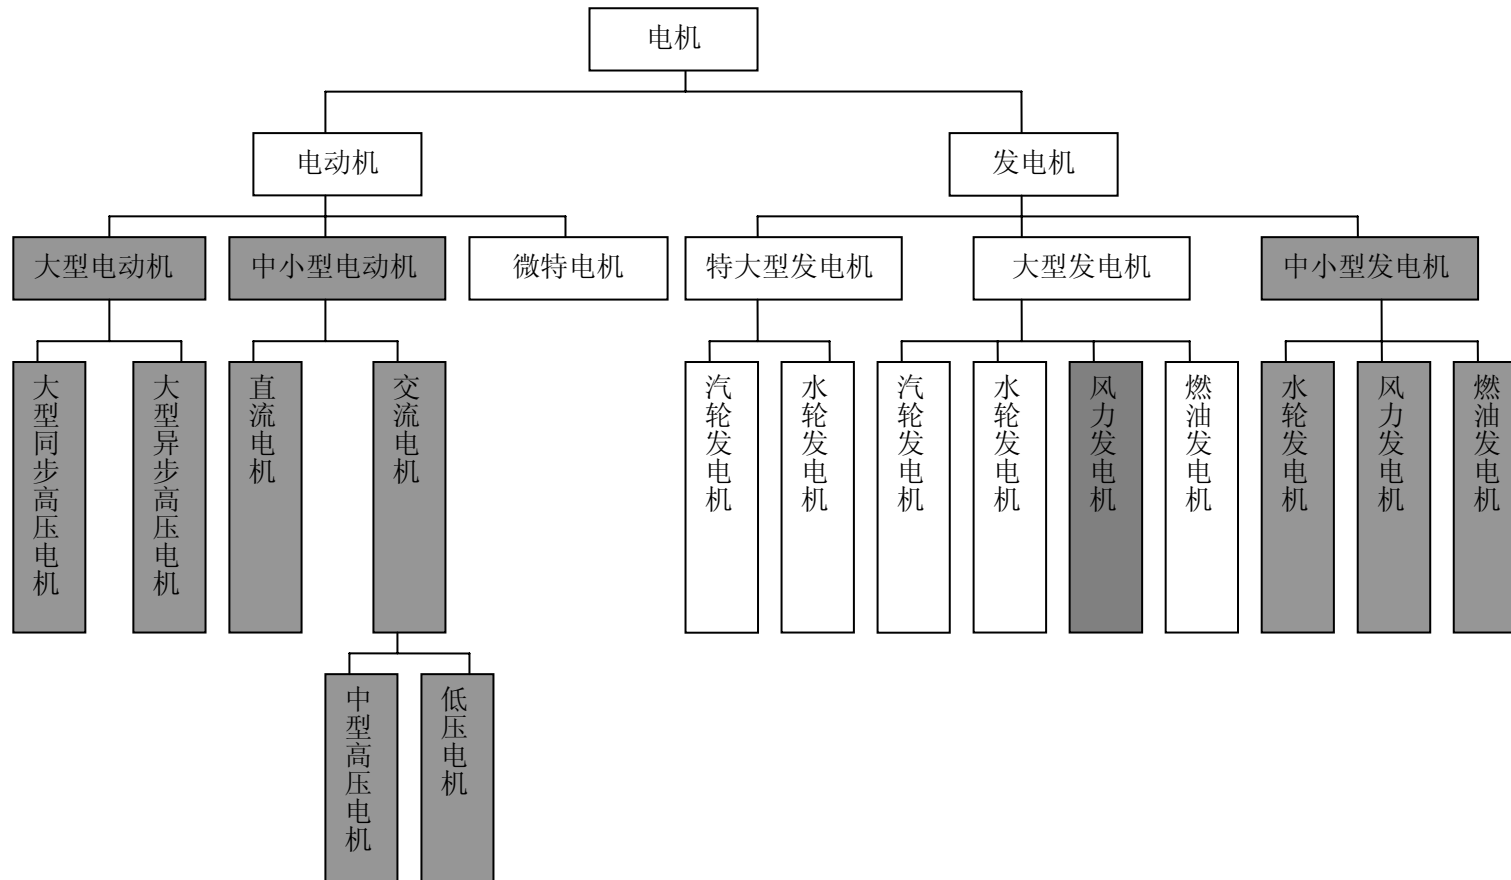 电机
电动机
发电机
大型电动机
中小型电动机
微特电机
特大型发电机
大型发电机
中小型发电机
大型同步高压电机
大型异步高压电机
直流电机
交流电机
汽轮发电机
水轮发电机
汽轮发电机
水轮发电机
风力发电机
燃油发电机
水轮发电机
风力发电机
燃油发电机
中型高压电机
低压电机